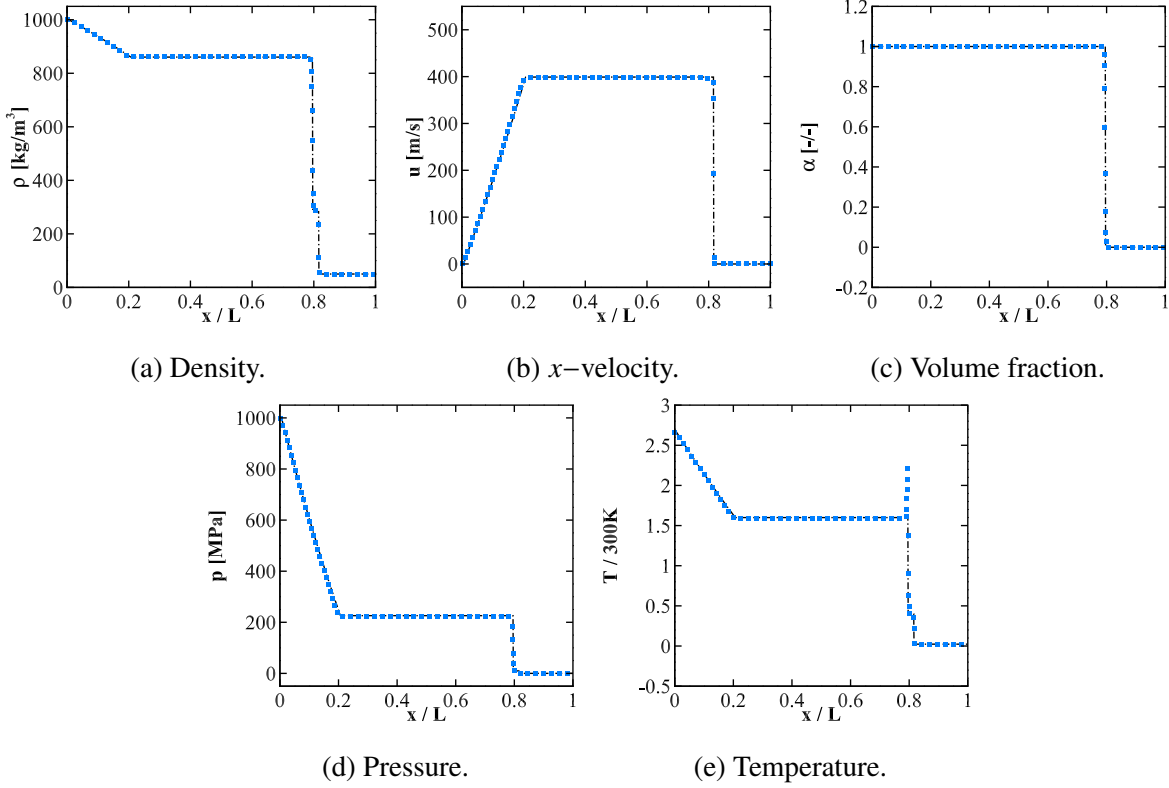 1000
800
600
400
200
0
ρ [kg/m³]
0 0.2 0.4 0.6 0.8 1
x / L
(a) Density.
500
400
300
200
100
0
u [m/s]
0 0.2 0.4 0.6 0.8 1
x / L
(b) x−velocity.
1.2
1
0.8
0.6
0.4
0.2
0
-0.2
α [-/-]
0 0.2 0.4 0.6 0.8 1
x / L
(c) Volume fraction.
1000
800
600
400
200
0
p [MPa]
0 0.2 0.4 0.6 0.8 1
x / L
(d) Pressure.
3
2.5
2
1.5
1
0.5
0
-0.5
T / 300K
0 0.2 0.4 0.6 0.8 1
x / L
(e) Temperature.